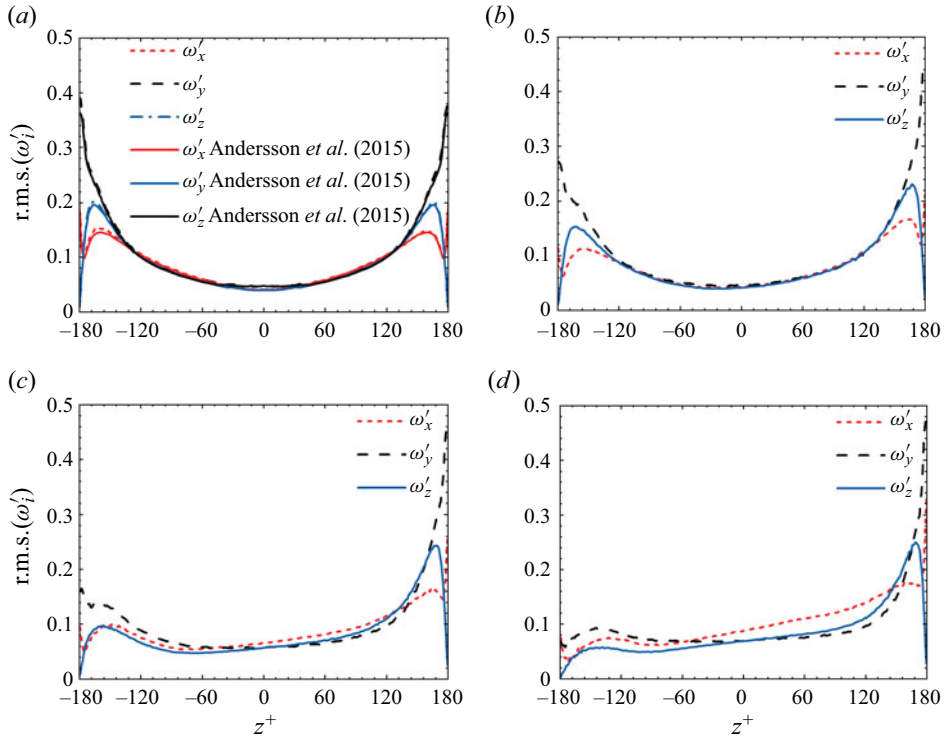 (a)
0.5
0.4
0.3
0.2
0.1
0
r.m.s.(ω′i)
ω′x
ω′y
ω′z
ω′x Andersson et al. (2015)
ω′y Andersson et al. (2015)
ω′z Andersson et al. (2015)
–180 –120 –60 0 60 120 180
(b)
0.5
0.4
0.3
0.2
0.1
0
ω′x
ω′y
ω′z
–180 –120 –60 0 60 120 180
(c)
0.5
0.4
0.3
0.2
0.1
0
r.m.s.(ω′i)
ω′x
ω′y
ω′z
–180 –120 –60 0 60 120 180
z+
(d)
0.5
0.4
0.3
0.2
0.1
0
ω′x
ω′y
ω′z
–180 –120 –60 0 60 120 180
z+